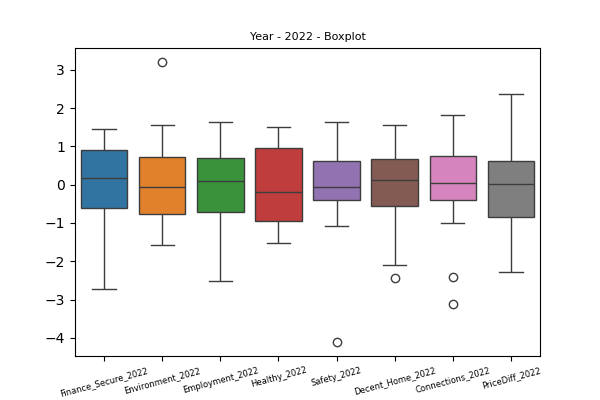 Year - 2022 - Boxplot
3
2
1
0
−1
−2
−3
−4
Finance_Secure_2022
Environment_2022
Employment_2022
Healthy_2022
Safety_2022
Decent_Home_2022
Connections_2022
PriceDiff_2022